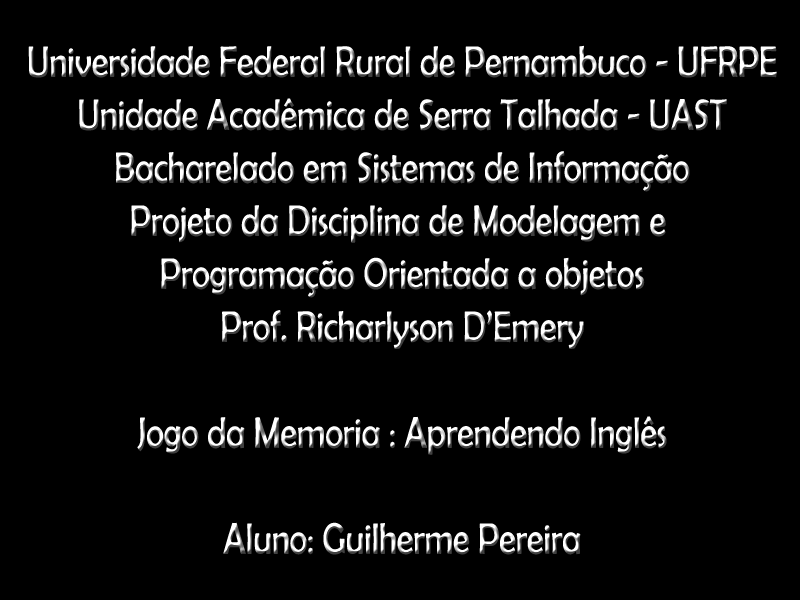 Universidade Federal Rural de Pernambuco - UFRPE
Unidade Acadêmica de Serra Talhada - UAST
Bacharelado em Sistemas de Informação
Projeto da Disciplina de Modelagem e
Programação Orientada a objetos
Prof. Richarlyson D'Emery
Jogo da Memoria : Aprendendo Inglês
Aluno: Guilherme Pereira